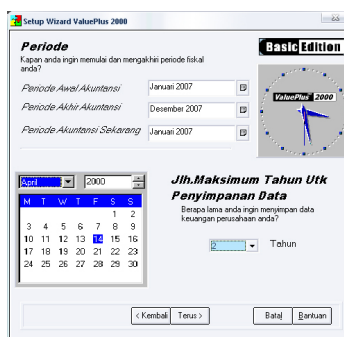 Setup Wizard ValuePlus 2000
Periode
Kapan anda ingin memulai dan mengakhiri periode fiskal
anda?
Periode Awal Akuntansi
Januari 2007
Periode Akhir Akuntansi
Desember 2007
Periode Akuntansi Sekarang
Januari 2007
Basic Edition
ValuePlus 2000
April
2000
M T W T F S S
1 2
3 4 5 6 7 8 9
10 11 12 13 14 15 16
17 18 19 20 21 22 23
24 25 26 27 28 29 30
Jlh.Maksimum Tahun Utk
Penyimpanan Data
Berapa lama anda ingin menyimpan data
keuangan perusahaan anda?
2 Tahun
< Kembali Terus > Batal Bantuan